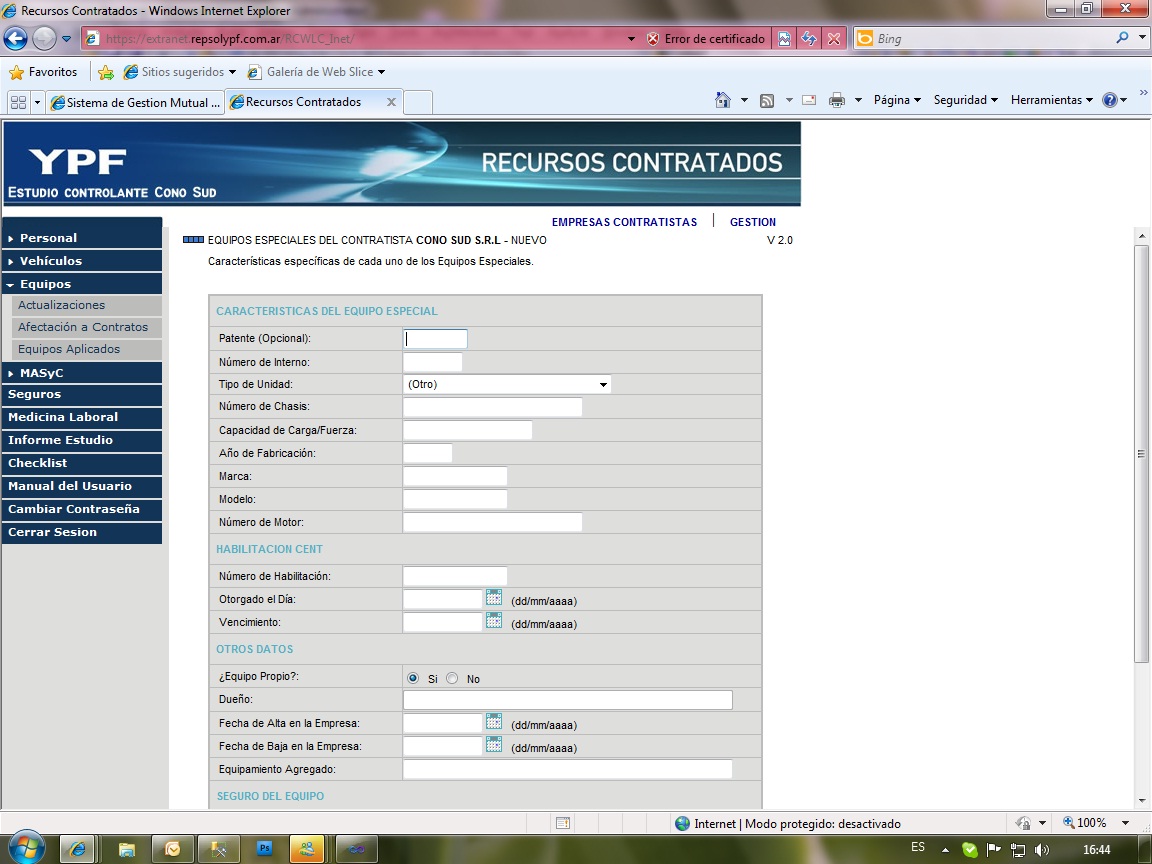 Recursos Contratados - Windows Internet Explorer
https://extranet.repsolypf.com.ar/RCWLC_Inet/
Error de certificado
Bing
Favoritos
Sitios sugeridos
Galería de Web Slice
Sistema de Gestion Mutual ...
Recursos Contratados
Página
Seguridad
Herramientas
YPF
ESTUDIO CONTROLANTE CONO SUD
RECURSOS CONTRATADOS
EMPRESAS CONTRATISTAS | GESTION
Personal
Vehículos
Equipos
Actualizaciones
Afectación a Contratos
Equipos Aplicados
MASyC
Seguros
Medicina Laboral
Informe Estudio
Checklist
Manual del Usuario
Cambiar Contraseña
Cerrar Sesion
EQUIPOS ESPECIALES DEL CONTRATISTA CONO SUD S.R.L - NUEVO
V 2.0
Características específicas de cada uno de los Equipos Especiales.
CARACTERISTICAS DEL EQUIPO ESPECIAL
Patente (Opcional):
Número de Interno:
Tipo de Unidad: (Otro)
Número de Chasis:
Capacidad de Carga/Fuerza:
Año de Fabricación:
Marca:
Modelo:
Número de Motor:
HABILITACION CENT
Número de Habilitación:
Otorgado el Día: (dd/mm/aaaa)
Vencimiento: (dd/mm/aaaa)
OTROS DATOS
¿Equipo Propio?: Si No
Dueño:
Fecha de Alta en la Empresa: (dd/mm/aaaa)
Fecha de Baja en la Empresa: (dd/mm/aaaa)
Equipamiento Agregado:
SEGURO DEL EQUIPO
Internet | Modo protegido: desactivado
100%
Ps
ES
16:44